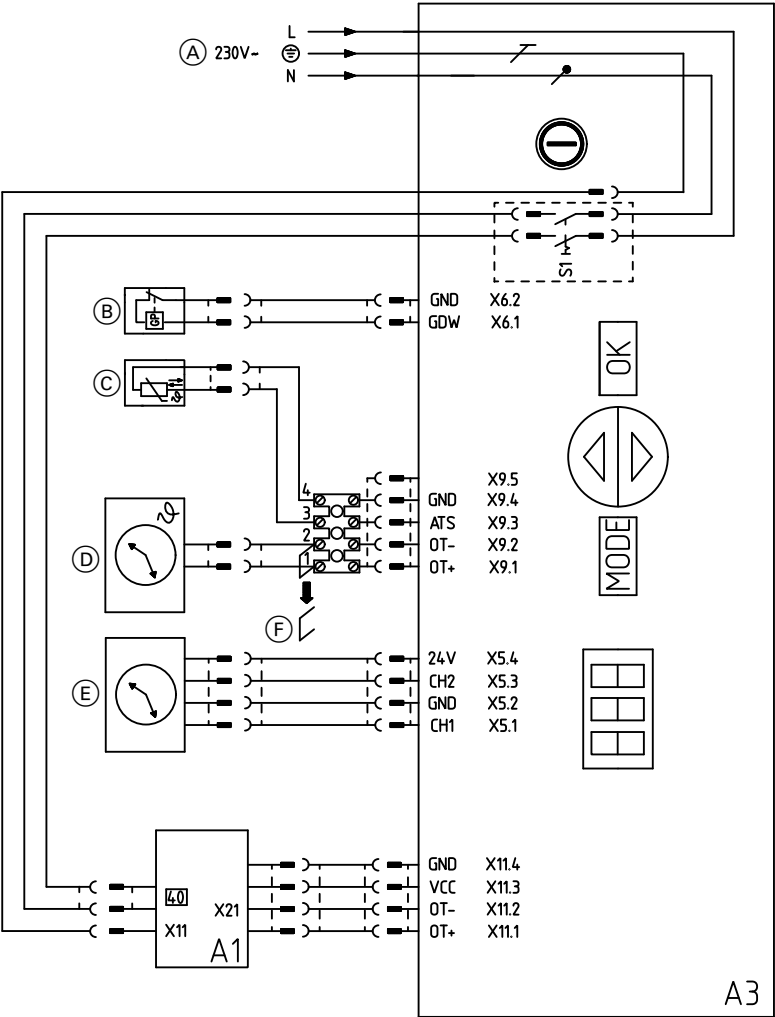 L
A 230V~
N
S1
B GP
GND X6.2
GDW X6.1
C ϑ
OK
4 X9.5
GND X9.4
3 ATS X9.3
2 OT- X9.2
1 OT+ X9.1
D ϑ
MODE
F
24V X5.4
CH2 X5.3
GND X5.2
CH1 X5.1
E
GND X11.4
40 VCC X11.3
X21 OT- X11.2
X11 OT+ X11.1
A1
A3